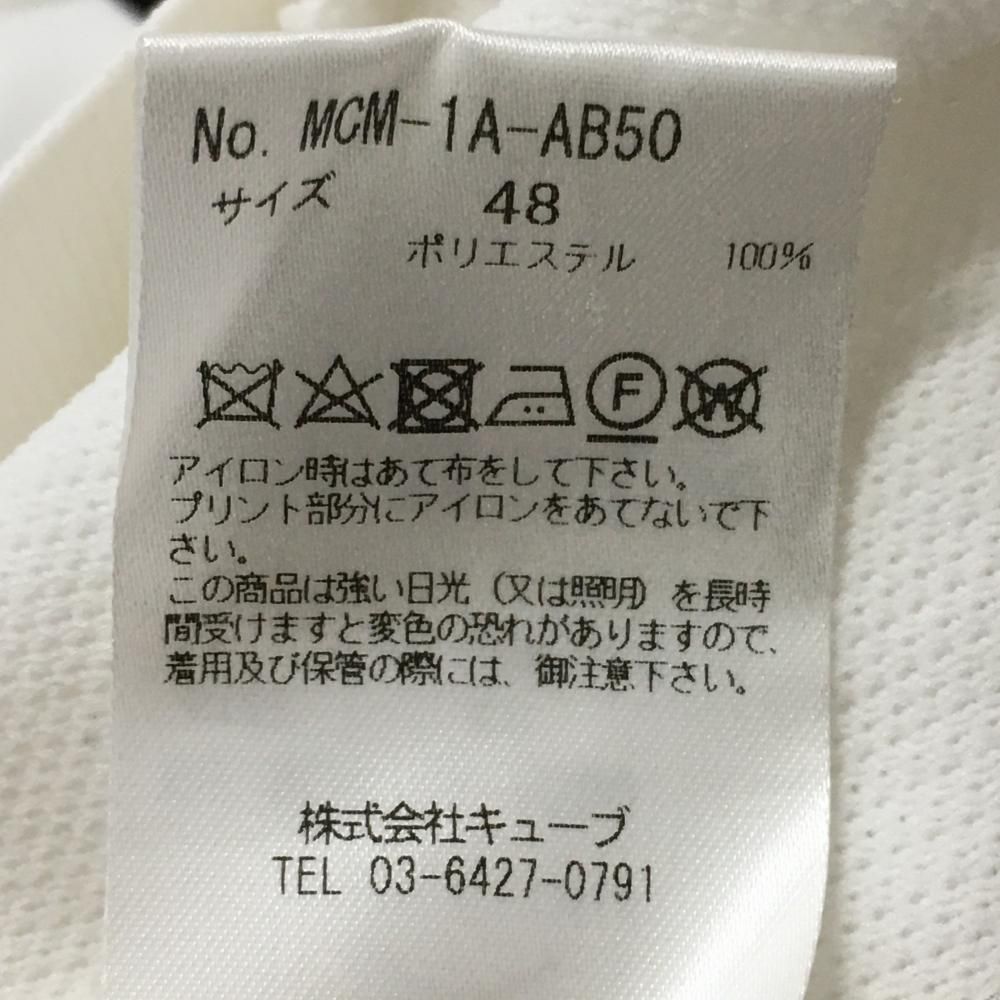 No. MCM-1A-AB50
サイズ 48
ポリエステル 100%
F
W
アイロン時はあて布をして下さい。
プリント部分にアイロンをあてないで下
さい。
この商品は強い日光（又は照明）を長時
間受けますと変色の恐れがありますので、
着用及び保管の際には、御注意下さい。
株式会社キューブ
TEL 03-6427-0791